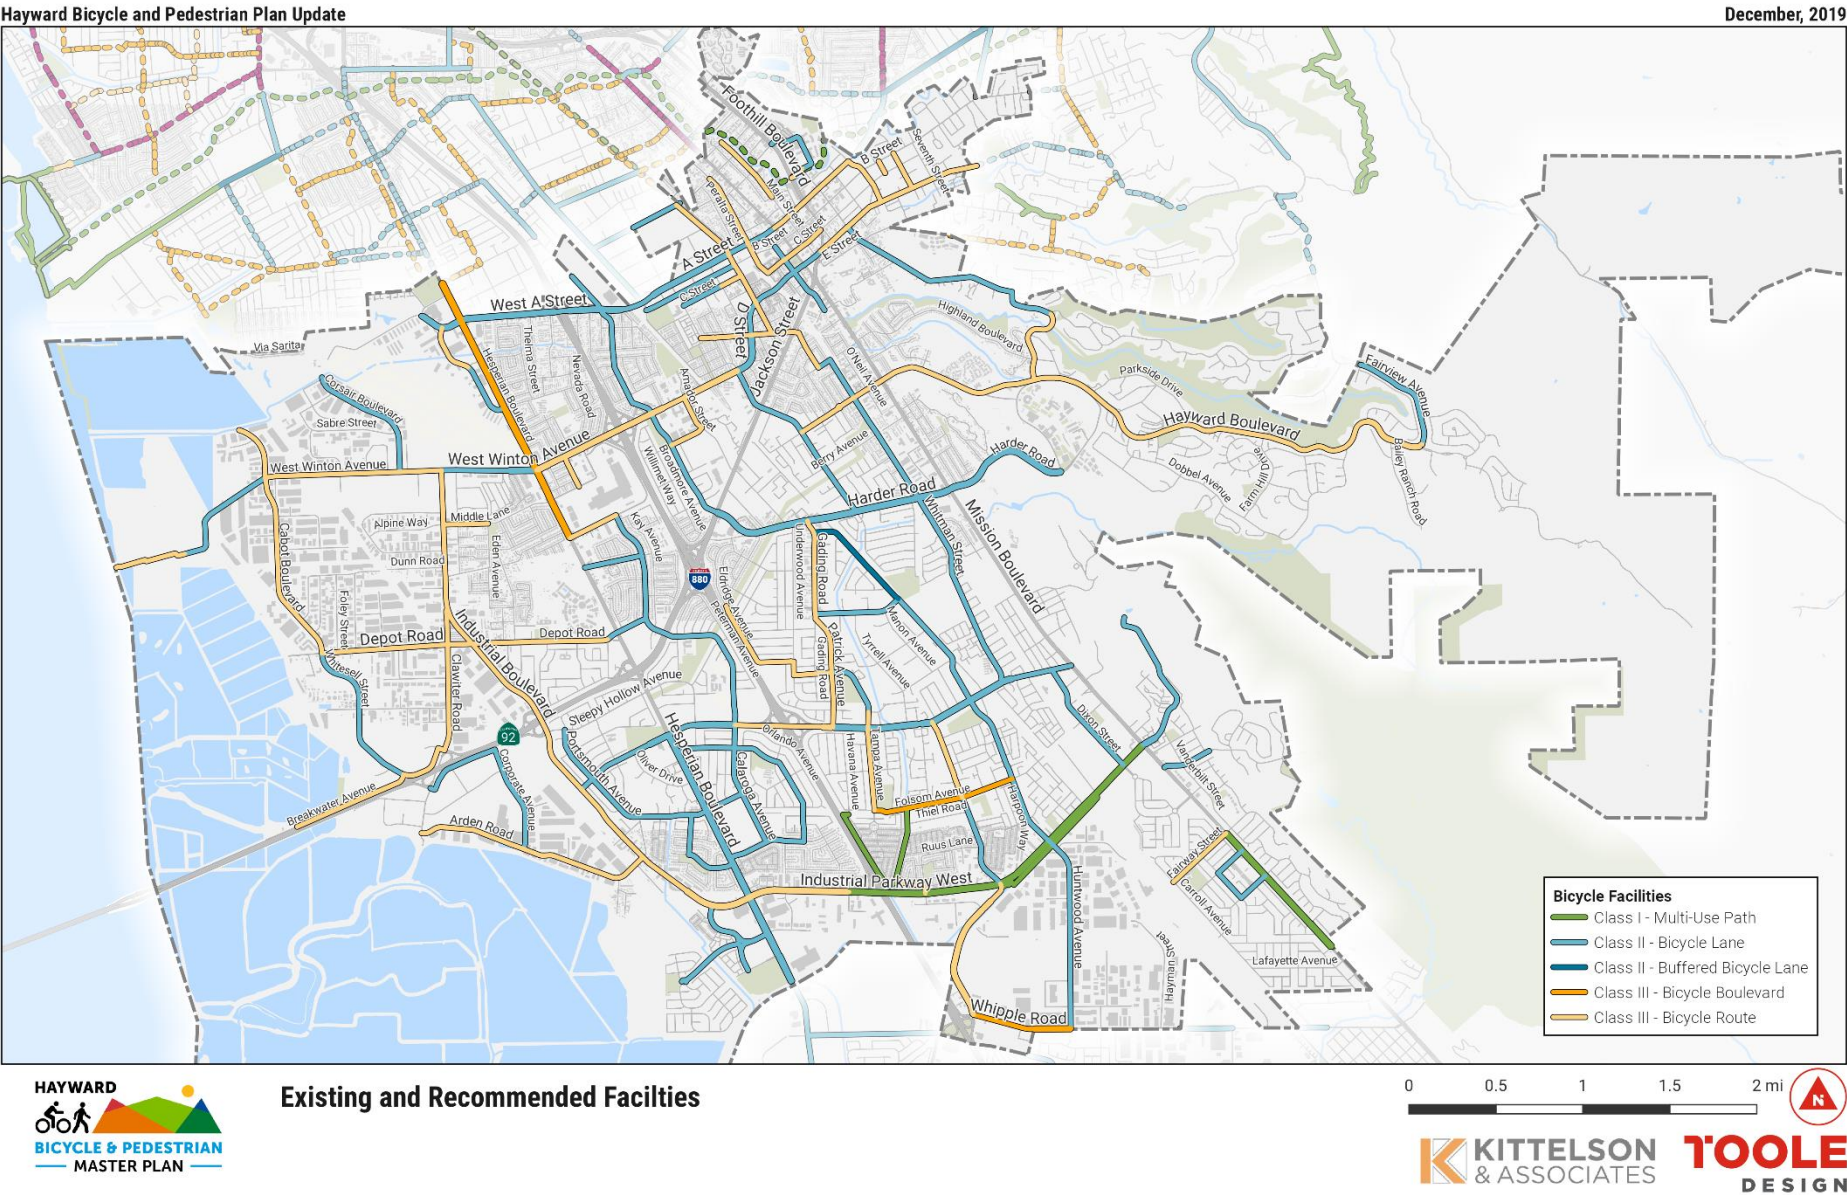 Hayward Bicycle and Pedestrian Plan Update
December, 2019
Foothill Boulevard
B Street
Seventh Street
Peralta Street
Main Street
A Street
B Street
C Street
E Street
C Street
D Street
Jackson Street
West A Street
Via Sarita
Thelma Street
Nevada Road
Hesperian Boulevard
Amador Street
O'Neil Avenue
Highland Boulevard
Parkside Drive
Fairview Avenue
Hayward Boulevard
Bailey Ranch Road
Dobbel Avenue
Farm Hill Drive
Corsair Boulevard
Sabre Street
West Winton Avenue
West Winton Avenue
Berry Avenue
Harder Road
Harder Road
Willimet Way
Broadmore Avenue
Whitman Street
Mission Boulevard
Alpine Way
Middle Lane
Kay Avenue
Cabot Boulevard
Dunn Road
Eden Avenue
Foley Street
880
Eldridge Avenue
Peterman Avenue
Underwood Avenue
Gading Road
Manon Avenue
Depot Road
Depot Road
Industrial Boulevard
Clawiter Road
Whitesell Street
Patrick Avenue
Gading Road
Tyrrell Avenue
Sleepy Hollow Avenue
92
Hesperian Boulevard
Portsmouth Avenue
Oliver Drive
Calaroga Avenue
Orlando Avenue
Havana Avenue
Tampa Avenue
Dixon Street
Vanderbilt Street
Corporate Avenue
Breakwater Avenue
Arden Road
Folsom Avenue
Thiel Road
Ruus Lane
Harpoon Way
Industrial Parkway West
Huntwood Avenue
Fairway Street
Carroll Avenue
Hayman Street
Lafayette Avenue
Whipple Road
Bicycle Facilities
Class I - Multi-Use Path
Class II - Bicycle Lane
Class II - Buffered Bicycle Lane
Class III - Bicycle Boulevard
Class III - Bicycle Route
HAYWARD
BICYCLE & PEDESTRIAN
MASTER PLAN
Existing and Recommended Facilties
0 0.5 1 1.5 2 mi
N
KITTELSON
& ASSOCIATES
TOOLE
DESIGN